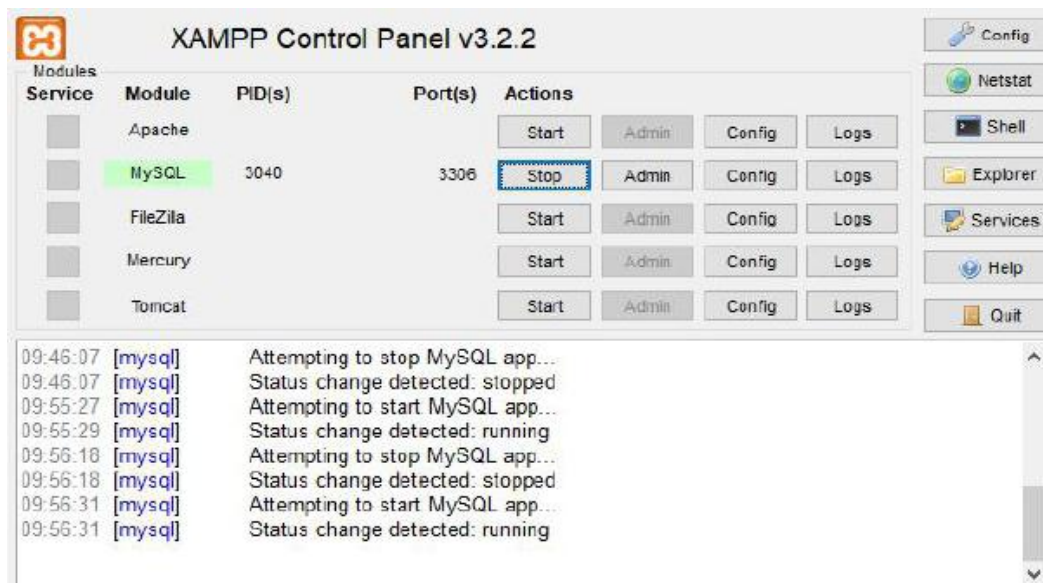 XAMPP Control Panel v3.2.2
Config
Modules
Service Module PID(s) Port(s) Actions
Netstat
Apache Start Admin Config Logs
Shell
MySQL 3040 3306 Stop Admin Config Logs
Explorer
FileZilla Start Admin Config Logs
Services
Mercury Start Admin Config Logs
Help
Tomcat Start Admin Config Logs
Quit
09:46:07 [mysql] Attempting to stop MySQL app...
09:46:07 [mysql] Status change detected: stopped
09:55:27 [mysql] Attempting to start MySQL app...
09:55:29 [mysql] Status change detected: running
09:56:18 [mysql] Attempting to stop MySQL app...
09:56:18 [mysql] Status change detected: stopped
09:56:31 [mysql] Attempting to start MySQL app...
09:56:31 [mysql] Status change detected: running